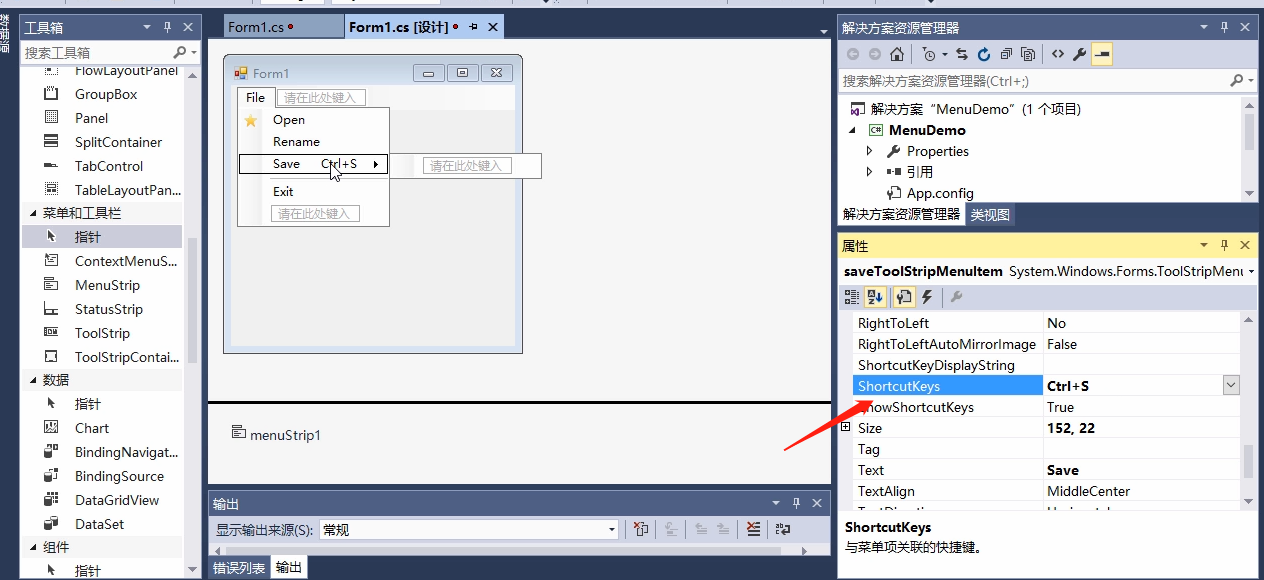 数据源
工具箱
搜索工具箱
FlowLayoutPanel
GroupBox
Panel
SplitContainer
TabControl
TableLayoutPan...
菜单和工具栏
指针
ContextMenuS...
MenuStrip
StatusStrip
ToolStrip
ToolStripContai...
数据
指针
Chart
BindingNavigat...
BindingSource
DataGridView
DataSet
组件
指针
Form1.cs
Form1.cs [设计]
Form1
File 请在此处键入
Open
Rename
Save Ctrl+S 请在此处键入
Exit
请在此处键入
menuStrip1
输出
显示输出来源(S): 常规
错误列表 输出
解决方案资源管理器
搜索解决方案资源管理器(Ctrl+;)
解决方案 “MenuDemo” (1 个项目)
C# MenuDemo
Properties
引用
App.config
解决方案资源管理器 类视图
属性
saveToolStripMenuItem System.Windows.Forms.ToolStripMenu
RightToLeft No
RightToLeftAutoMirrorImage False
ShortcutKeyDisplayString
ShortcutKeys Ctrl+S
howShortcutKeys True
Size 152, 22
Tag
Text Save
TextAlign MiddleCenter
ShortcutKeys
与菜单项关联的快捷键。